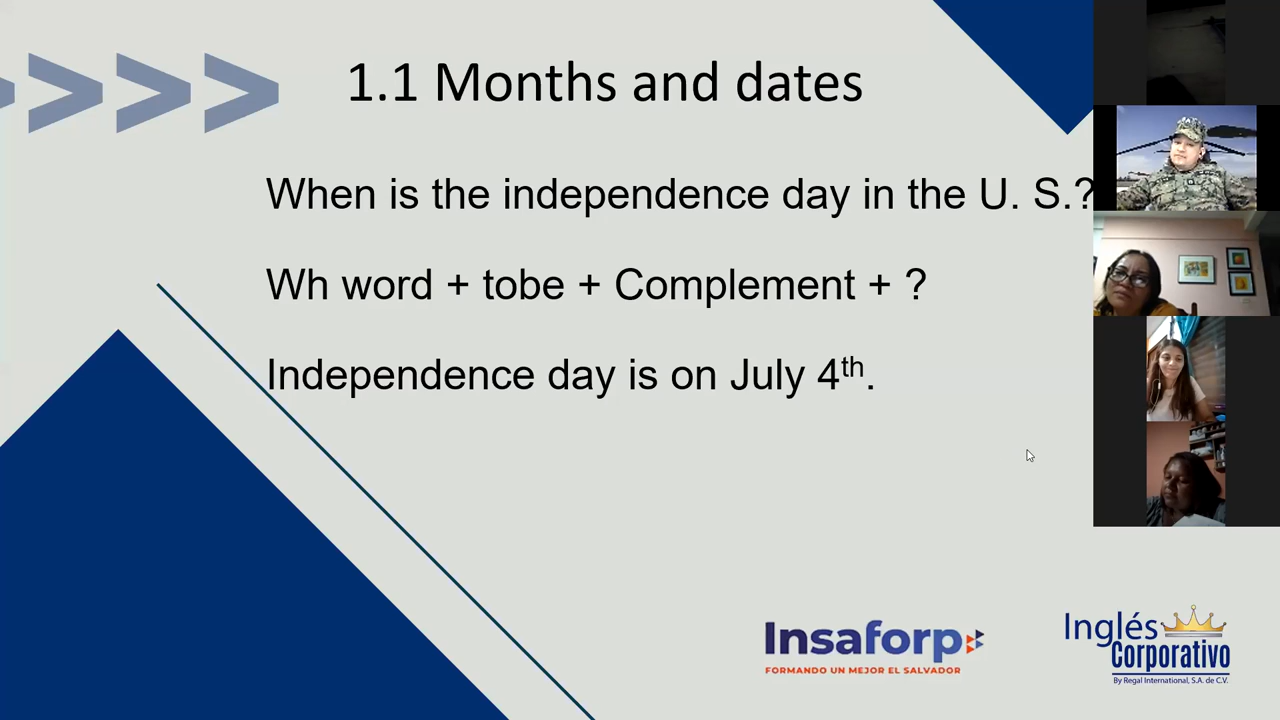 1.1 Months and dates
When is the independence day in the U. S.?
Wh word + tobe + Complement + ?
Independence day is on July 4th.
Insaforp
FORMANDO UN MEJOR EL SALVADOR
Inglés
Corporativo
By Regal International, S.A. de C.V.